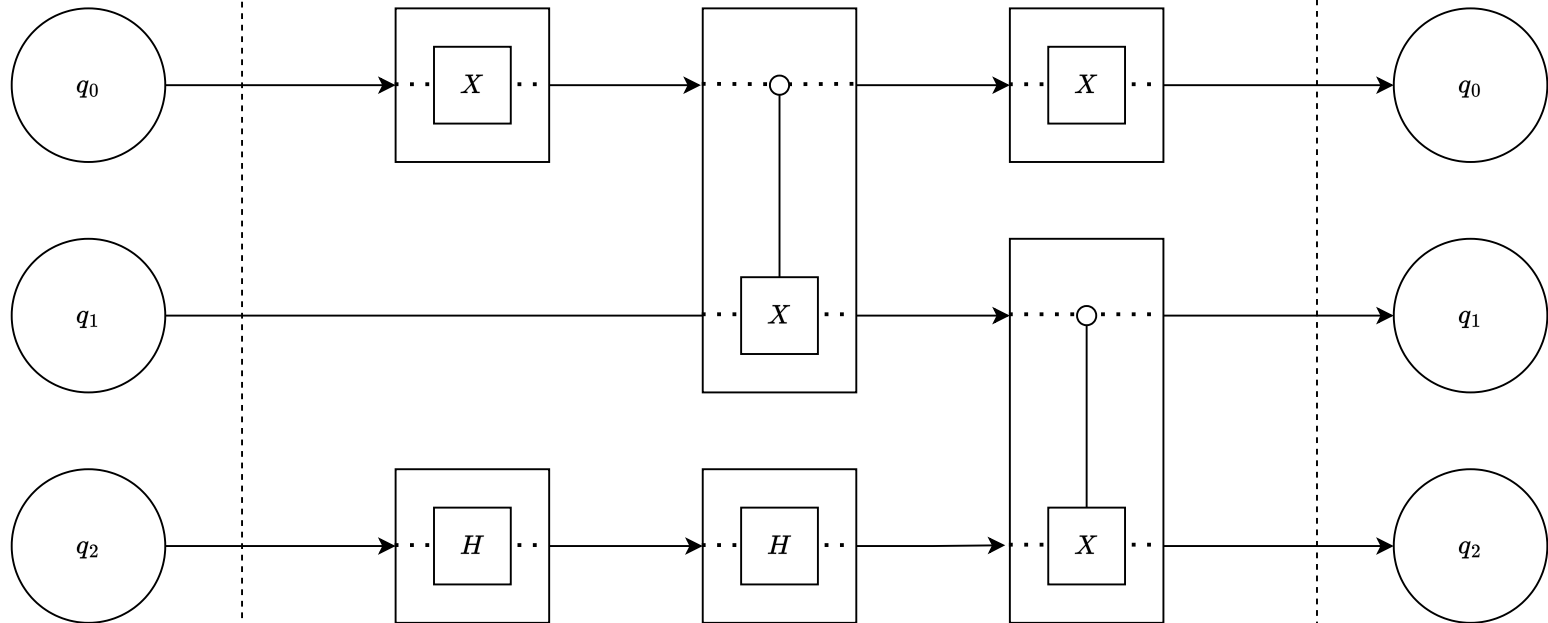 q₀ X X q₀
q₁ X q₁
q₂ H H X q₂